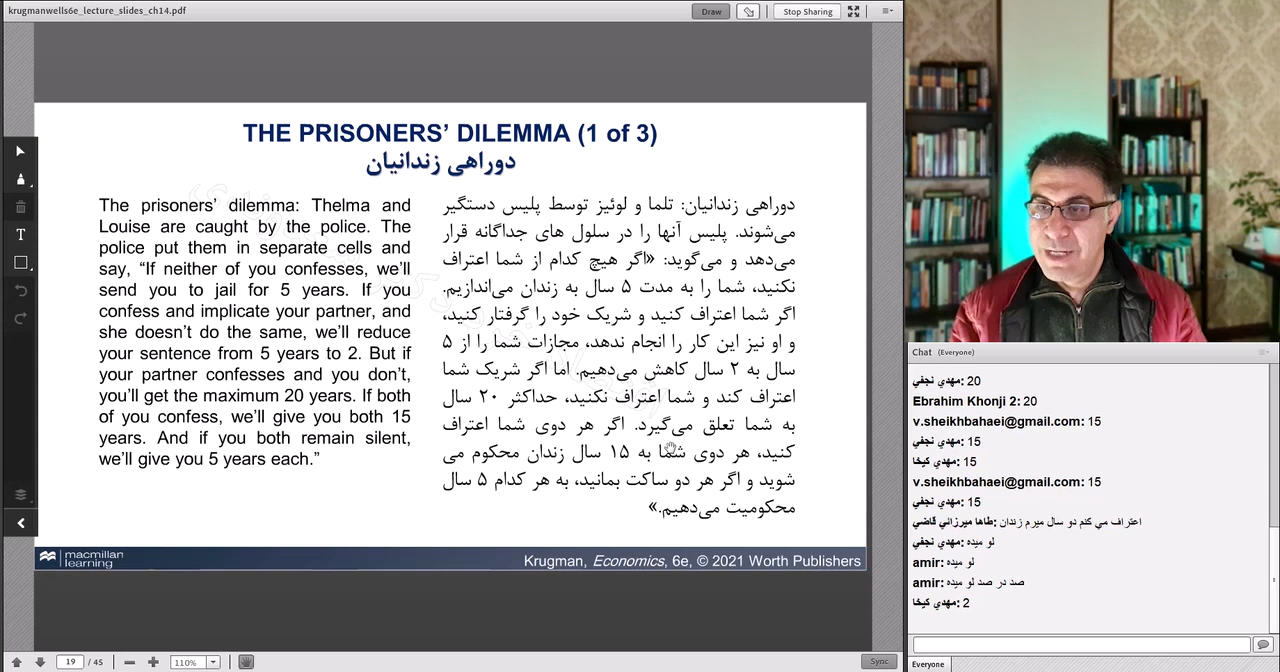 krugmanwells6e_lecture_slides_ch14.pdf
Draw
Stop Sharing
THE PRISONERS’ DILEMMA (1 of 3)
دوراهی زندانیان
The prisoners’ dilemma: Thelma and
Louise are caught by the police. The
police put them in separate cells and
say, “If neither of you confesses, we’ll
send you to jail for 5 years. If you
confess and implicate your partner, and
she doesn’t do the same, we’ll reduce
your sentence from 5 years to 2. But if
your partner confesses and you don’t,
you’ll get the maximum 20 years. If both
of you confess, we’ll give you both 15
years. And if you both remain silent,
we’ll give you 5 years each.”
دوراهی زندانیان: تلما و لوئیز توسط پلیس دستگیر
می‌شوند. پلیس آنها را در سلول های جداگانه قرار
می‌دهد و می‌گوید: «اگر هیچ کدام از شما اعتراف
نکنید، شما را به مدت ۵ سال به زندان می‌اندازیم.
اگر شما اعتراف کنید و شریک خود را گرفتار کنید،
و او نیز این کار را انجام ندهد، مجازات شما را از ۵
سال به ۲ سال کاهش می‌دهیم. اما اگر شریک شما
اعتراف کند و شما اعتراف نکنید، حداکثر ۲۰ سال
به شما تعلق می‌گیرد. اگر هر دوی شما اعتراف
کنید، هر دوی شما به ۱۵ سال زندان محکوم می
شوید و اگر هر دو ساکت بمانید، به هر کدام ۵ سال
محکومیت می‌دهیم.»
macmillan
learning
Krugman, Economics, 6e, © 2021 Worth Publishers
19 / 45
110%
Sync
Chat (Everyone)
مهدي نجفي: 20
Ebrahim Khonji 2: 20
v.sheikhbahaei@gmail.com: 15
مهدي نجفي: 15
مهدي كيخا: 15
v.sheikhbahaei@gmail.com: 15
مهدي نجفي: 15
طاها ميرزائي قاضي: اعتراف مي كنم دو سال ميرم زندان
مهدي نجفي: لو ميده
amir: لو ميده
amir: صد در صد لو ميده
مهدي كيخا: 2
Everyone